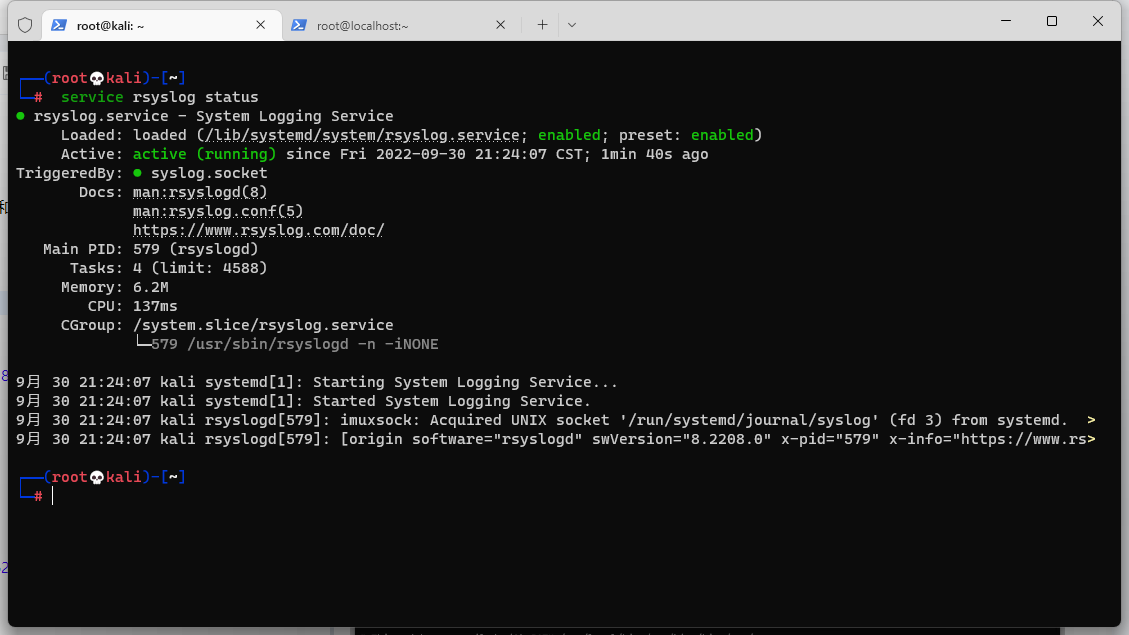 root@kali: ~
root@localhost:~
┌──(root💀kali)-[~]
└─# service rsyslog status
● rsyslog.service - System Logging Service
Loaded: loaded (/lib/systemd/system/rsyslog.service; enabled; preset: enabled)
Active: active (running) since Fri 2022-09-30 21:24:07 CST; 1min 40s ago
TriggeredBy: ● syslog.socket
Docs: man:rsyslogd(8)
man:rsyslog.conf(5)
https://www.rsyslog.com/doc/
Main PID: 579 (rsyslogd)
Tasks: 4 (limit: 4588)
Memory: 6.2M
CPU: 137ms
CGroup: /system.slice/rsyslog.service
└─579 /usr/sbin/rsyslogd -n -iNONE
9月 30 21:24:07 kali systemd[1]: Starting System Logging Service...
9月 30 21:24:07 kali systemd[1]: Started System Logging Service.
9月 30 21:24:07 kali rsyslogd[579]: imuxsock: Acquired UNIX socket '/run/systemd/journal/syslog' (fd 3) from systemd. >
9月 30 21:24:07 kali rsyslogd[579]: [origin software="rsyslogd" swVersion="8.2208.0" x-pid="579" x-info="https://www.rs>
┌──(root💀kali)-[~]
└─#